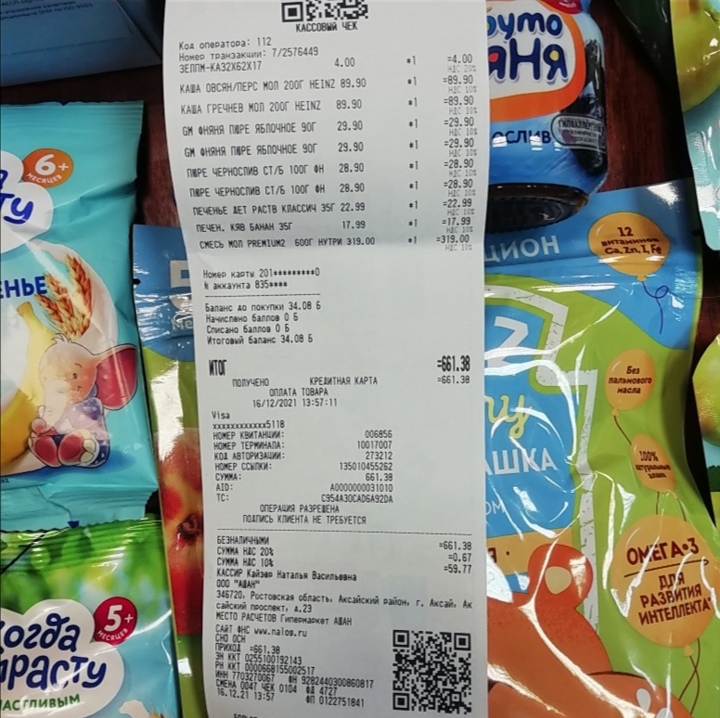 КАССОВЫЙ ЧЕК
Код оператора: 112
Номер транзакции: 7/2576449
ЗЕЛПМ-КА32Х62Х17 4.00 *1 =4.00
НДС 20%
КАША ОВСЯН/ПЕРС МОЛ 200Г HEINZ 89.90 *1 =89.90
НДС 10%
КАША ГРЕЧНЕВ МОЛ 200Г HEINZ 89.90 *1 =89.90
НДС 10%
GM ФНЯНЯ ПЮРЕ ЯБЛОЧНОЕ 90Г 29.90 *1 =29.90
НДС 10%
GM ФНЯНЯ ПЮРЕ ЯБЛОЧНОЕ 90Г 29.90 *1 =29.90
НДС 10%
ПЮРЕ ЧЕРНОСЛИВ СТ/Б 100Г ФН 28.90 *1 =28.90
НДС 10%
ПЮРЕ ЧЕРНОСЛИВ СТ/Б 100Г ФН 28.90 *1 =28.90
НДС 10%
ПЕЧЕНЬЕ ДЕТ РАСТВ КЛАССИЧ 35Г 22.99 *1 =22.99
НДС 10%
ПЕЧЕН. КЯВ БАНАН 35Г 17.99 *1 =17.99
НДС 10%
СМЕСЬ МОЛ PREMIUM2 600Г НУТРИ 319.00 *1 =319.00
НДС 10%
Номер карты 201*********0
N аккаунта 835****
Баланс до покупки 34.08 Б
Начислено баллов 0 Б
Списано баллов 0 Б
Итоговый баланс 34.08 Б
ИТОГ =661.38
ПОЛУЧЕНО КРЕДИТНАЯ КАРТА =661.38
ОПЛАТА ТОВАРА
16/12/2021 13:57:11
Visa
xxxxxxxxxxxx5118
НОМЕР КВИТАНЦИИ: 006856
НОМЕР ТЕРМИНАЛА: 10017007
КОД АВТОРИЗАЦИИ: 273212
НОМЕР ССЫЛКИ: 135010455262
СУММА: 661.38
AID: A0000000031010
TC: C954A30CAD6A92DA
ОПЕРАЦИЯ РАЗРЕШЕНА
ПОДПИСЬ КЛИЕНТА НЕ ТРЕБУЕТСЯ
БЕЗНАЛИЧНЫМИ =661.38
СУММА НДС 20% =0.67
СУММА НДС 10% =59.77
КАССИР Кайзер Наталья Васильевна
ООО "АШАН"
346720, Ростовская область, Аксайский район, г. Аксай, Ак
сайский проспект, д.23
МЕСТО РАСЧЕТОВ Гипермаркет АШАН
САЙТ ФНС www.nalog.ru
СНО ОСН
ПРИХОД =661.38
ЗН ККТ 0255100192143
РН ККТ 0000668155002517
ИНН 7703270067 ФН 9282440300860817
СМЕНА 0047 ЧЕК 0104 ФД 4727
16.12.21 13:57 ФП 0122751841
6+
МЕСЯЦЕВ
ТУ
ЕНЬЕ
5+
МЕСЯЦЕВ
огда
расту
ЧАСТЛИВЫМ
руто
яНЯ
ОСЛИВ
ЦИОН
12
витаминов
Ca, Zn, I, Fe
Без
пальмового
масла
100%
натуральные
злаки
АШКА
ОМ
ОМЕГА-3
ДЛЯ
РАЗВИТИЯ
ИНТЕЛЛЕКТА